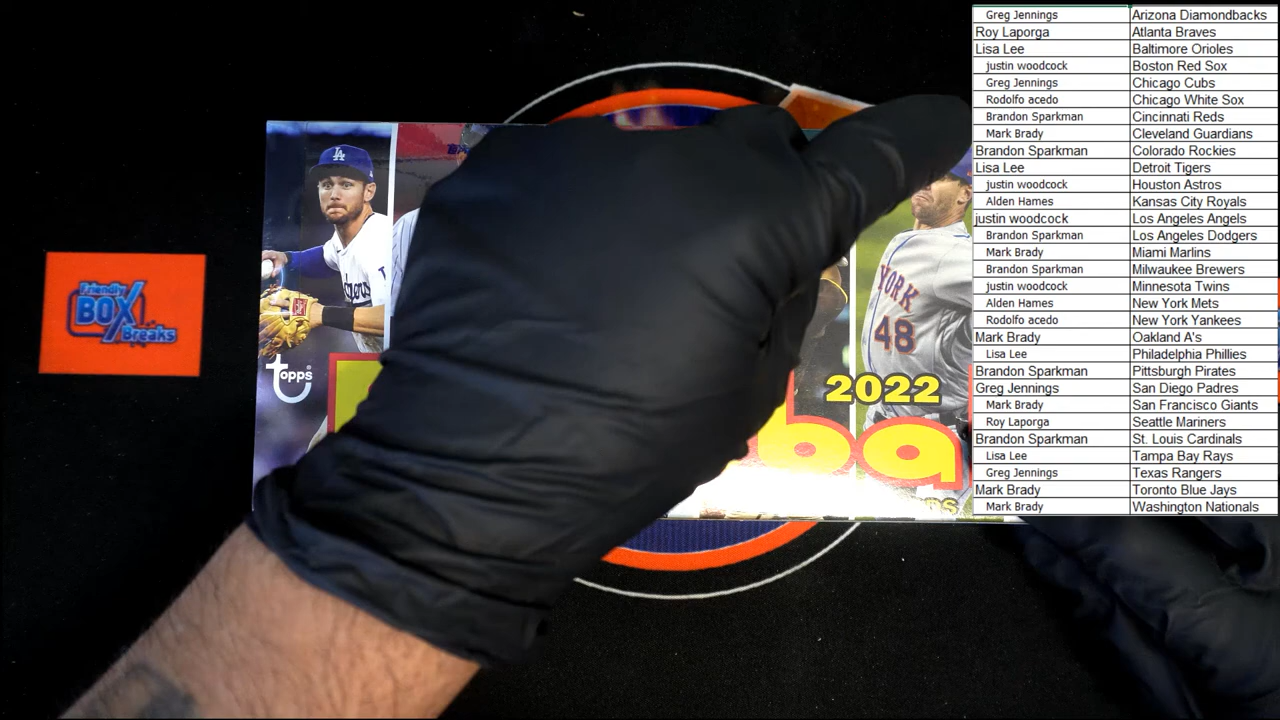 Greg Jennings Arizona Diamondbacks
Roy Laporga Atlanta Braves
Lisa Lee Baltimore Orioles
justin woodcock Boston Red Sox
Greg Jennings Chicago Cubs
Rodolfo acedo Chicago White Sox
Brandon Sparkman Cincinnati Reds
Mark Brady Cleveland Guardians
Brandon Sparkman Colorado Rockies
Lisa Lee Detroit Tigers
justin woodcock Houston Astros
Alden Hames Kansas City Royals
justin woodcock Los Angeles Angels
Brandon Sparkman Los Angeles Dodgers
Mark Brady Miami Marlins
Brandon Sparkman Milwaukee Brewers
justin woodcock Minnesota Twins
Alden Hames New York Mets
Rodolfo acedo New York Yankees
Mark Brady Oakland A's
Lisa Lee Philadelphia Phillies
Brandon Sparkman Pittsburgh Pirates
Greg Jennings San Diego Padres
Mark Brady San Francisco Giants
Roy Laporga Seattle Mariners
Brandon Sparkman St. Louis Cardinals
Lisa Lee Tampa Bay Rays
Greg Jennings Texas Rangers
Mark Brady Toronto Blue Jays
Mark Brady Washington Nationals
LA
YORK
48
Topps®
2022
ba
Friendly
BOX
Breaks